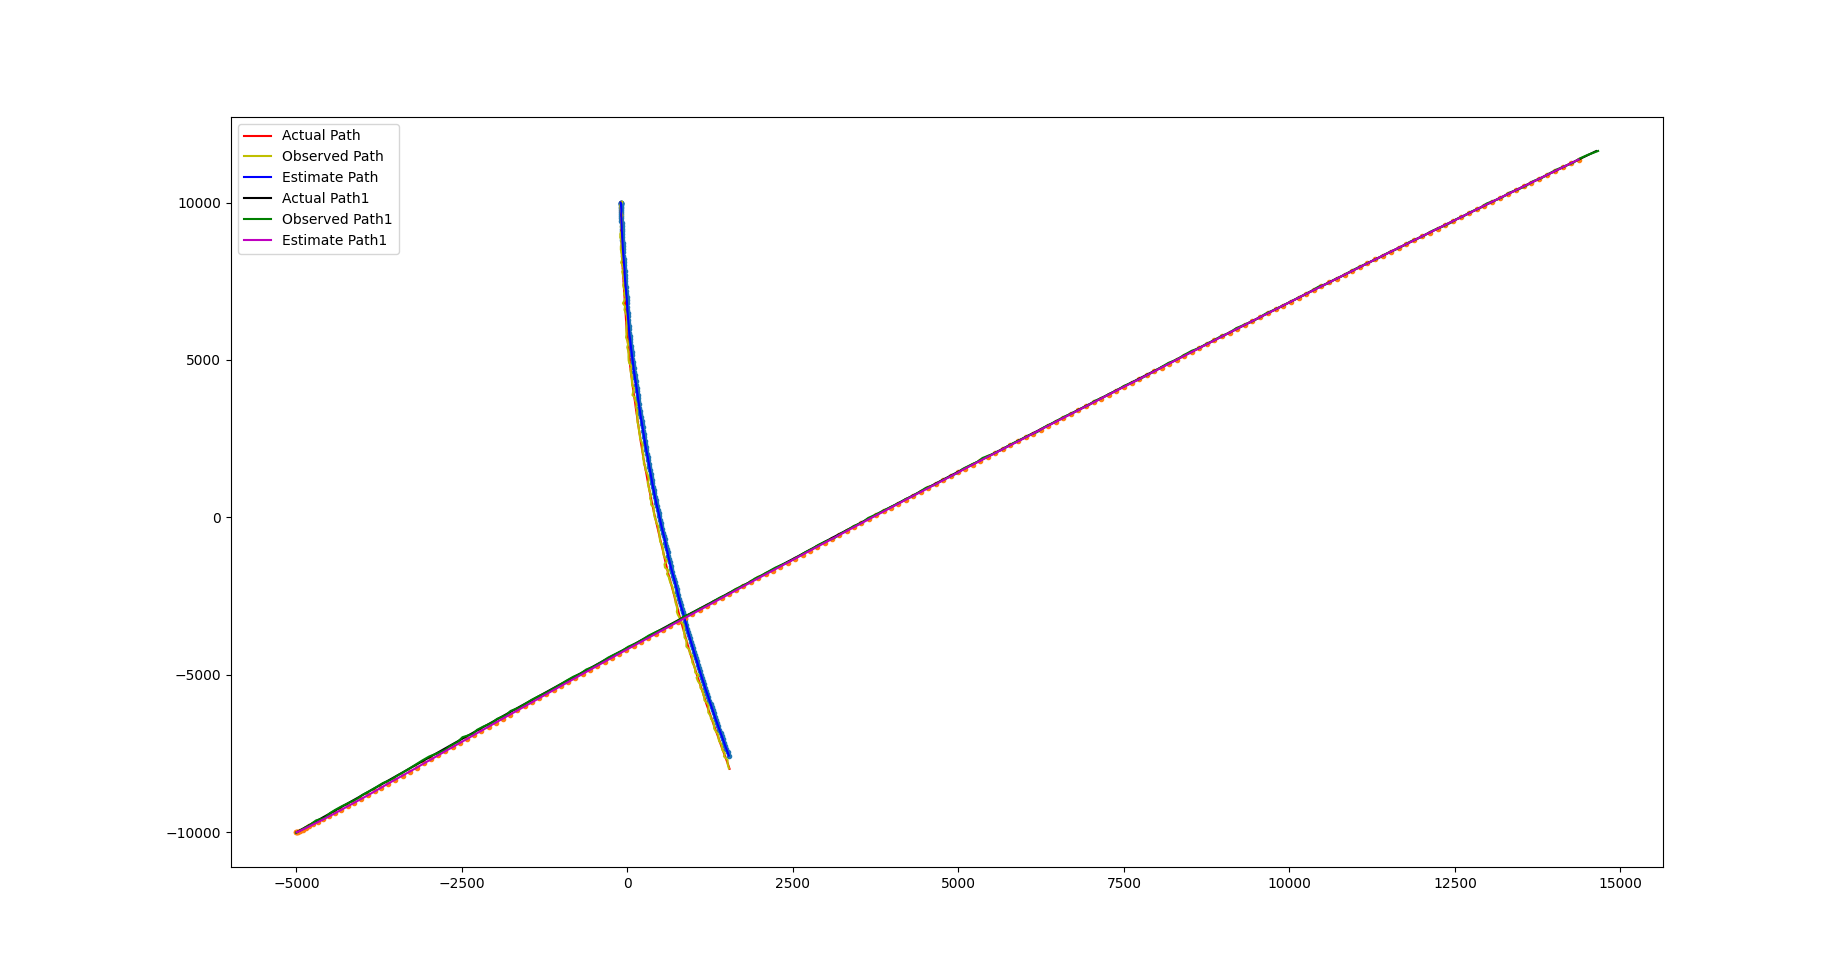 Actual Path
Observed Path
Estimate Path
Actual Path1
Observed Path1
Estimate Path1
10000
5000
0
−5000
−10000
−5000 −2500 0 2500 5000 7500 10000 12500 15000